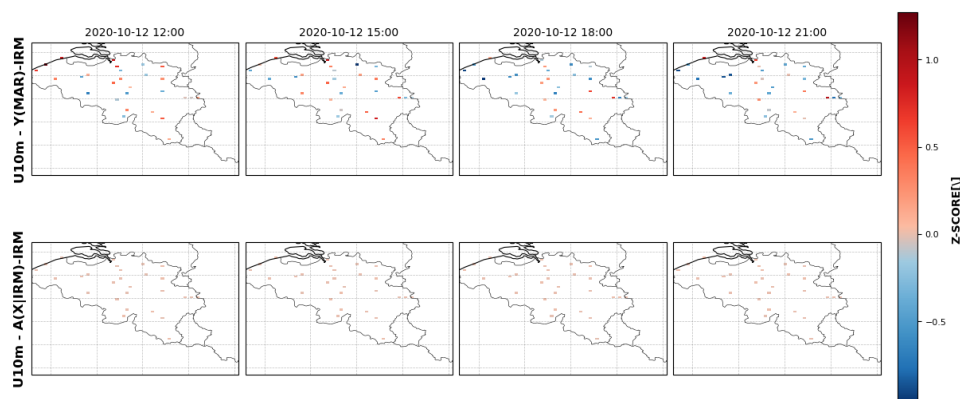 2020-10-12 12:00
2020-10-12 15:00
2020-10-12 18:00
2020-10-12 21:00
U10m - Y(MAR)-IRM
U10m - A(X|IRM)-IRM
1.0
0.5
0.0
−0.5
Z-SCORE[\]